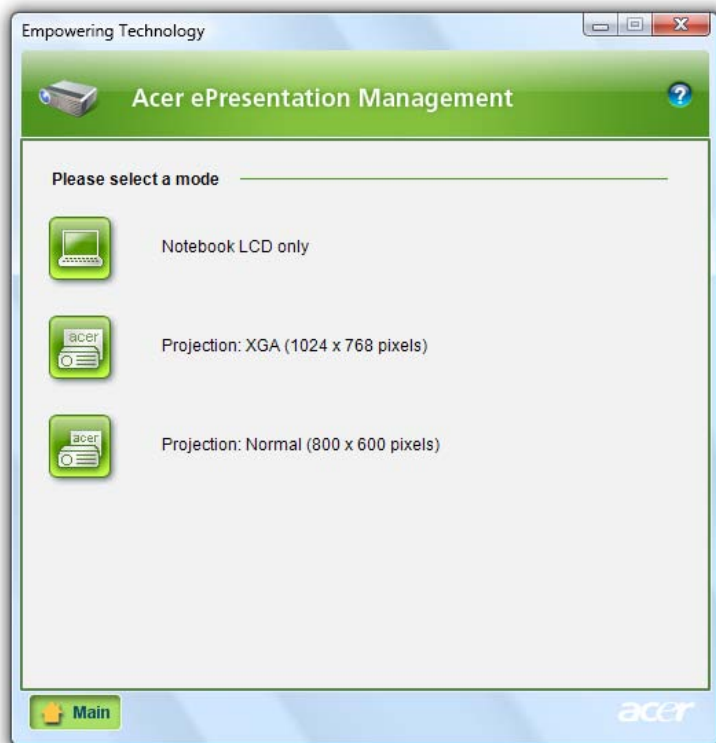 Empowering Technology
Acer ePresentation Management
?
Please select a mode
Notebook LCD only
acer
Projection: XGA (1024 x 768 pixels)
acer
Projection: Normal (800 x 600 pixels)
Main
acer